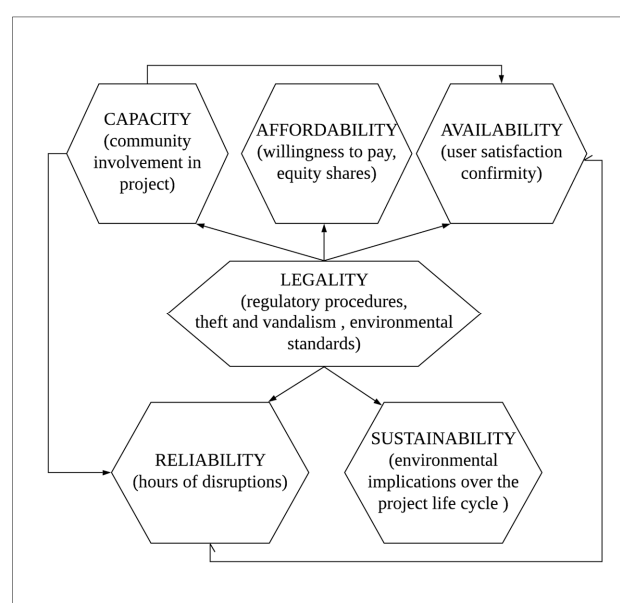 CAPACITY
(community
involvement in
project)
AFFORDABILITY
(willingness to pay,
equity shares)
AVAILABILITY
(user satisfaction
confirmity)
LEGALITY
(regulatory procedures,
theft and vandalism , environmental
standards)
RELIABILITY
(hours of disruptions)
SUSTAINABILITY
(environmental
implications over the
project life cycle )